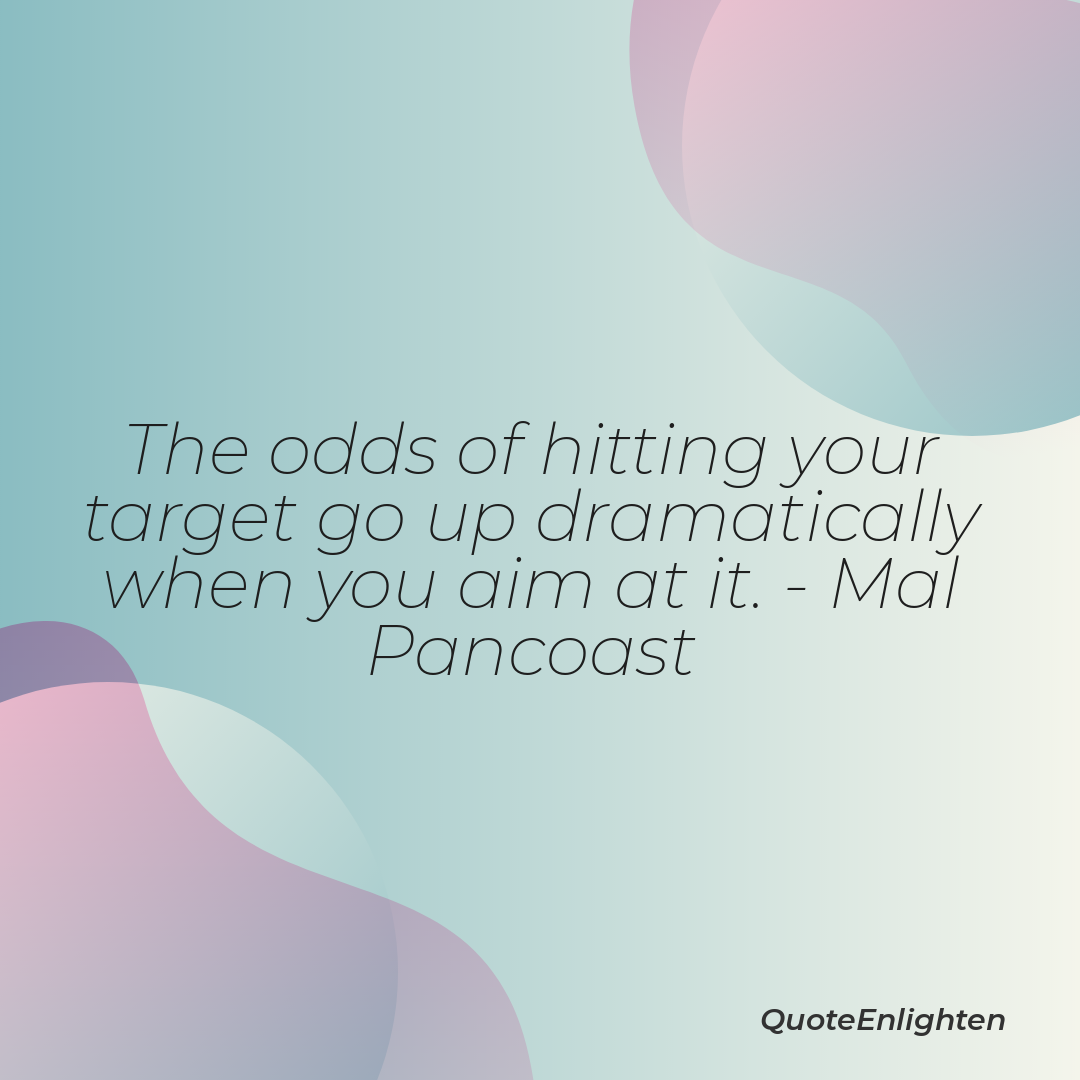 The odds of hitting your
target go up dramatically
when you aim at it. - Mal
Pancoast
QuoteEnlighten